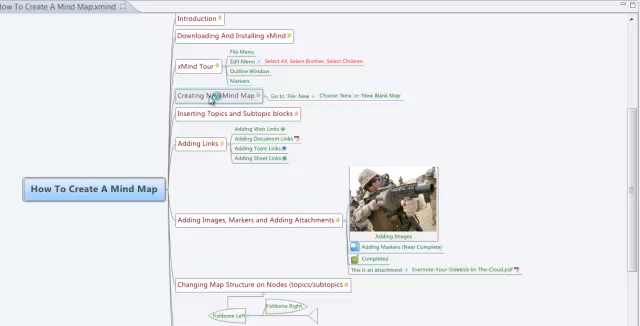 How To Create A Mind Map.xmind
Introduction
Downloading And Installing xMind
xMind Tour
File Menu
Edit Menu
Select All, Select Brother, Select Children
Outline Window
Markers
Creating New Mind Map
Go to 'File' New
Choose 'New' or 'New Blank Map'
Inserting Topics and Subtopic blocks
Adding Links
Adding Web Links
Adding Document Links
Adding Topic Links
Adding Sheet Links
How To Create A Mind Map
Adding Images, Markers and Adding Attachments
Adding Images
Adding Markers (Near Complete)
Completed
This is an attachment
Evernote-Your-Sidekick-In-The-Cloud.pdf
Changing Map Structure on Nodes (topics/subtopics
Fishbone Left
Fishbone Right